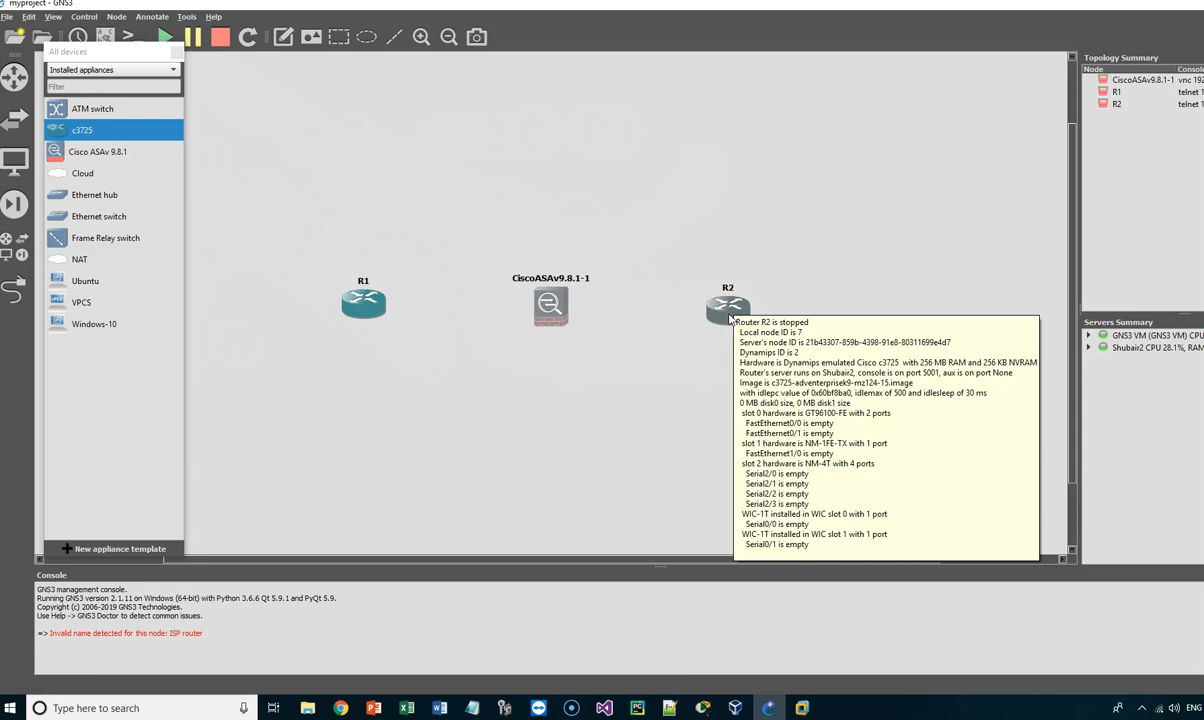 myproject - GNS3
File Edit View Control Node Annotate Tools Help
All devices
Installed appliances
Filter
ATM switch
c3725
Cisco ASAv 9.8.1
Cloud
Ethernet hub
Ethernet switch
Frame Relay switch
NAT
Ubuntu
VPCS
Windows-10
New appliance template
R1
CiscoASAv9.8.1-1
R2
Router R2 is stopped
Local node ID is 7
Server's node ID is 21b43307-859b-4398-91e8-80311699e4d7
Dynamips ID is 2
Hardware is Dynamips emulated Cisco c3725 with 256 MB RAM and 256 KB NVRAM
Router's server runs on Shubair2, console is on port 5001, aux is on port None
Image is c3725-adventerprisek9-mz124-15.image
with idlepc value of 0x60bf8ba0, idlemax of 500 and idlesleep of 30 ms
0 MB disk0 size, 0 MB disk1 size
slot 0 hardware is GT96100-FE with 2 ports
FastEthernet0/0 is empty
FastEthernet0/1 is empty
slot 1 hardware is NM-1FE-TX with 1 port
FastEthernet1/0 is empty
slot 2 hardware is NM-4T with 4 ports
Serial2/0 is empty
Serial2/1 is empty
Serial2/2 is empty
Serial2/3 is empty
WIC-1T installed in WIC slot 0 with 1 port
Serial0/0 is empty
WIC-1T installed in WIC slot 1 with 1 port
Serial0/1 is empty
Topology Summary
Node Console
CiscoASAv9.8.1-1 vnc 192
R1 telnet 1
R2 telnet 1
Servers Summary
GNS3 VM (GNS3 VM) CPU
Shubair2 CPU 28.1%, RA
Console
GNS3 management console.
Running GNS3 version 2.1.11 on Windows (64-bit) with Python 3.6.6 Qt 5.9.1 and PyQt 5.9.
Copyright (c) 2006-2019 GNS3 Technologies.
Use Help -> GNS3 Doctor to detect common issues.
=> Invalid name detected for this node: ISP router
Type here to search
ENG